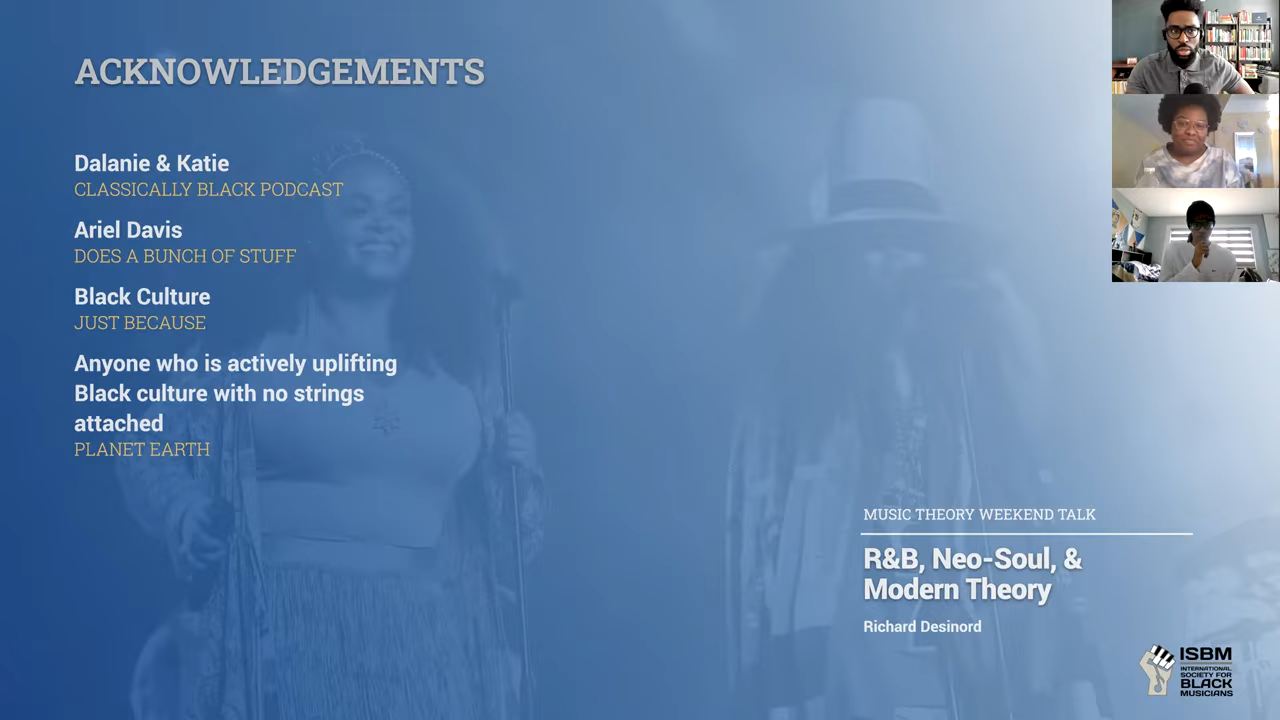 ACKNOWLEDGEMENTS
Dalanie & Katie
CLASSICALLY BLACK PODCAST
Ariel Davis
DOES A BUNCH OF STUFF
Black Culture
JUST BECAUSE
Anyone who is actively uplifting
Black culture with no strings
attached
PLANET EARTH
MUSIC THEORY WEEKEND TALK
R&B, Neo-Soul, &
Modern Theory
Richard Desinord
ISBM
INTERNATIONAL
SOCIETY FOR
BLACK
MUSICIANS